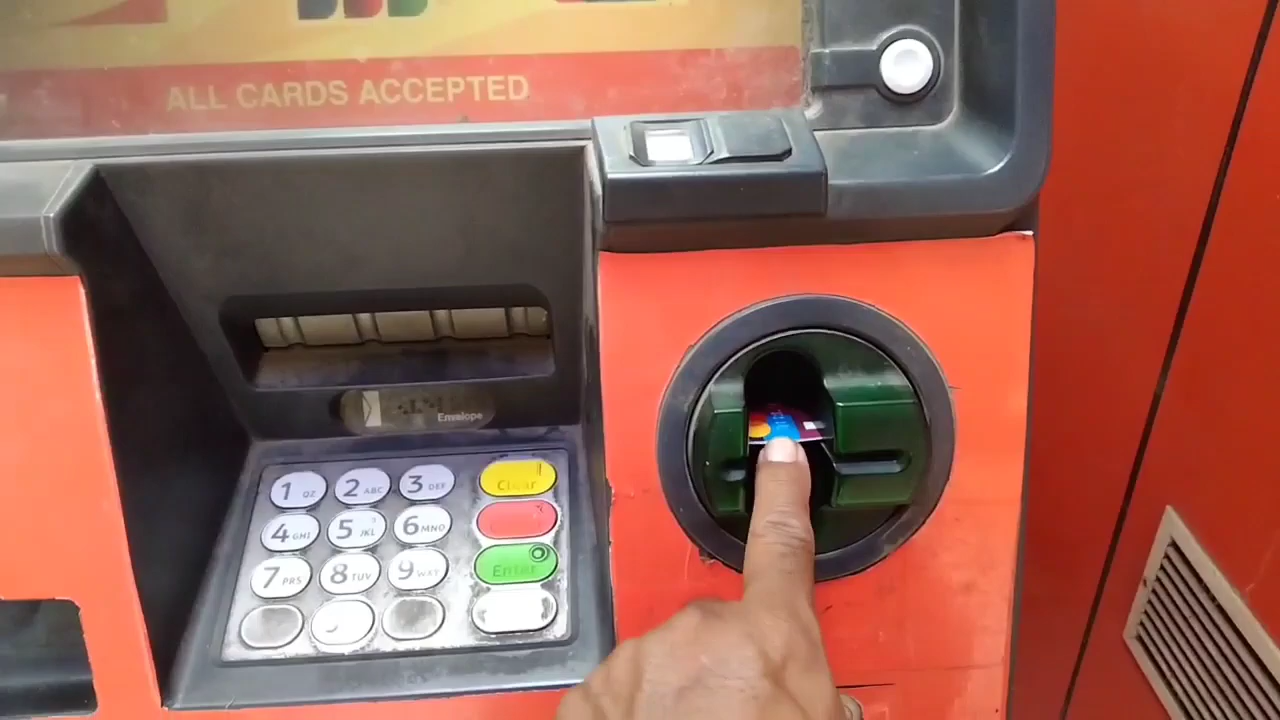 ALL CARDS ACCEPTED
Envelope
1 QZ 2 ABC 3 DEF Clear
4 GHI 5 JKL 6 MNO
7 PRS 8 TUV 9 WXY Enter